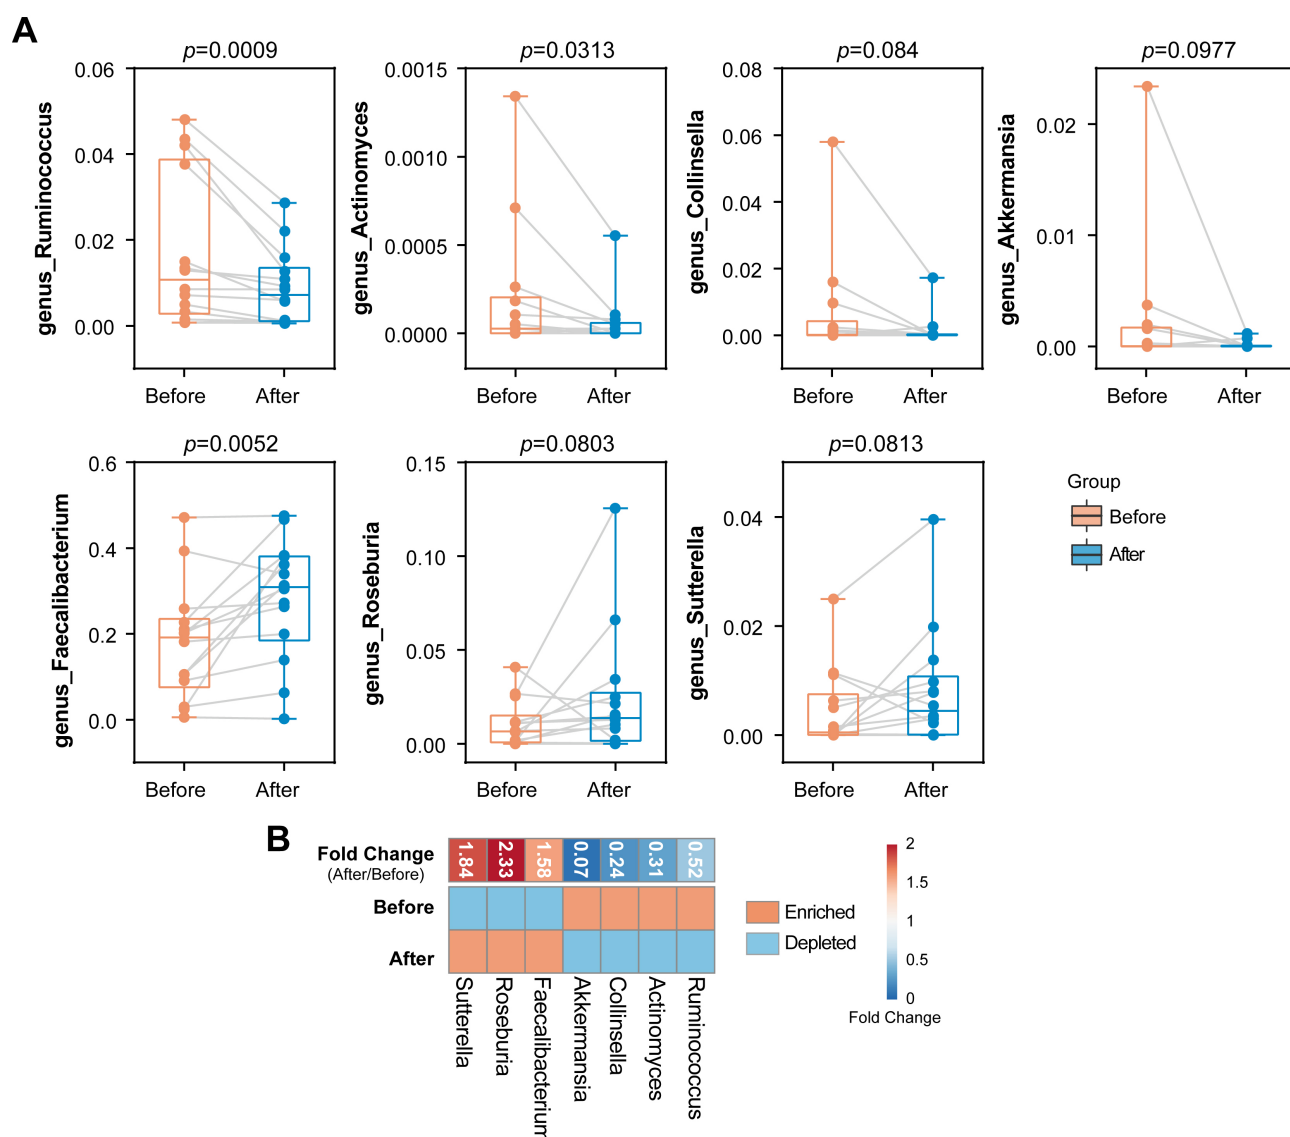 A
p=0.0009
p=0.0313
p=0.084
p=0.0977
genus_Ruminococcus
0.06
0.04
0.02
0.00
Before
After
genus_Actinomyces
0.0015
0.0010
0.0005
0.0000
Before
After
genus_Collinsella
0.08
0.06
0.04
0.02
0.00
Before
After
genus_Akkermansia
0.02
0.01
0.00
Before
After
p=0.0052
p=0.0803
p=0.0813
genus_Faecalibacterium
0.6
0.4
0.2
0.0
Before
After
genus_Roseburia
0.15
0.10
0.05
0.00
Before
After
genus_Sutterella
0.04
0.02
0.00
Before
After
Group
Before
After
B
Fold Change
(After/Before)
1.84
2.33
1.58
0.07
0.24
0.31
0.52
Before
After
Sutterella
Roseburia
Faecalibacterium
Akkermansia
Collinsella
Actinomyces
Ruminococcus
Enriched
Depleted
2
1.5
1
0.5
0
Fold Change